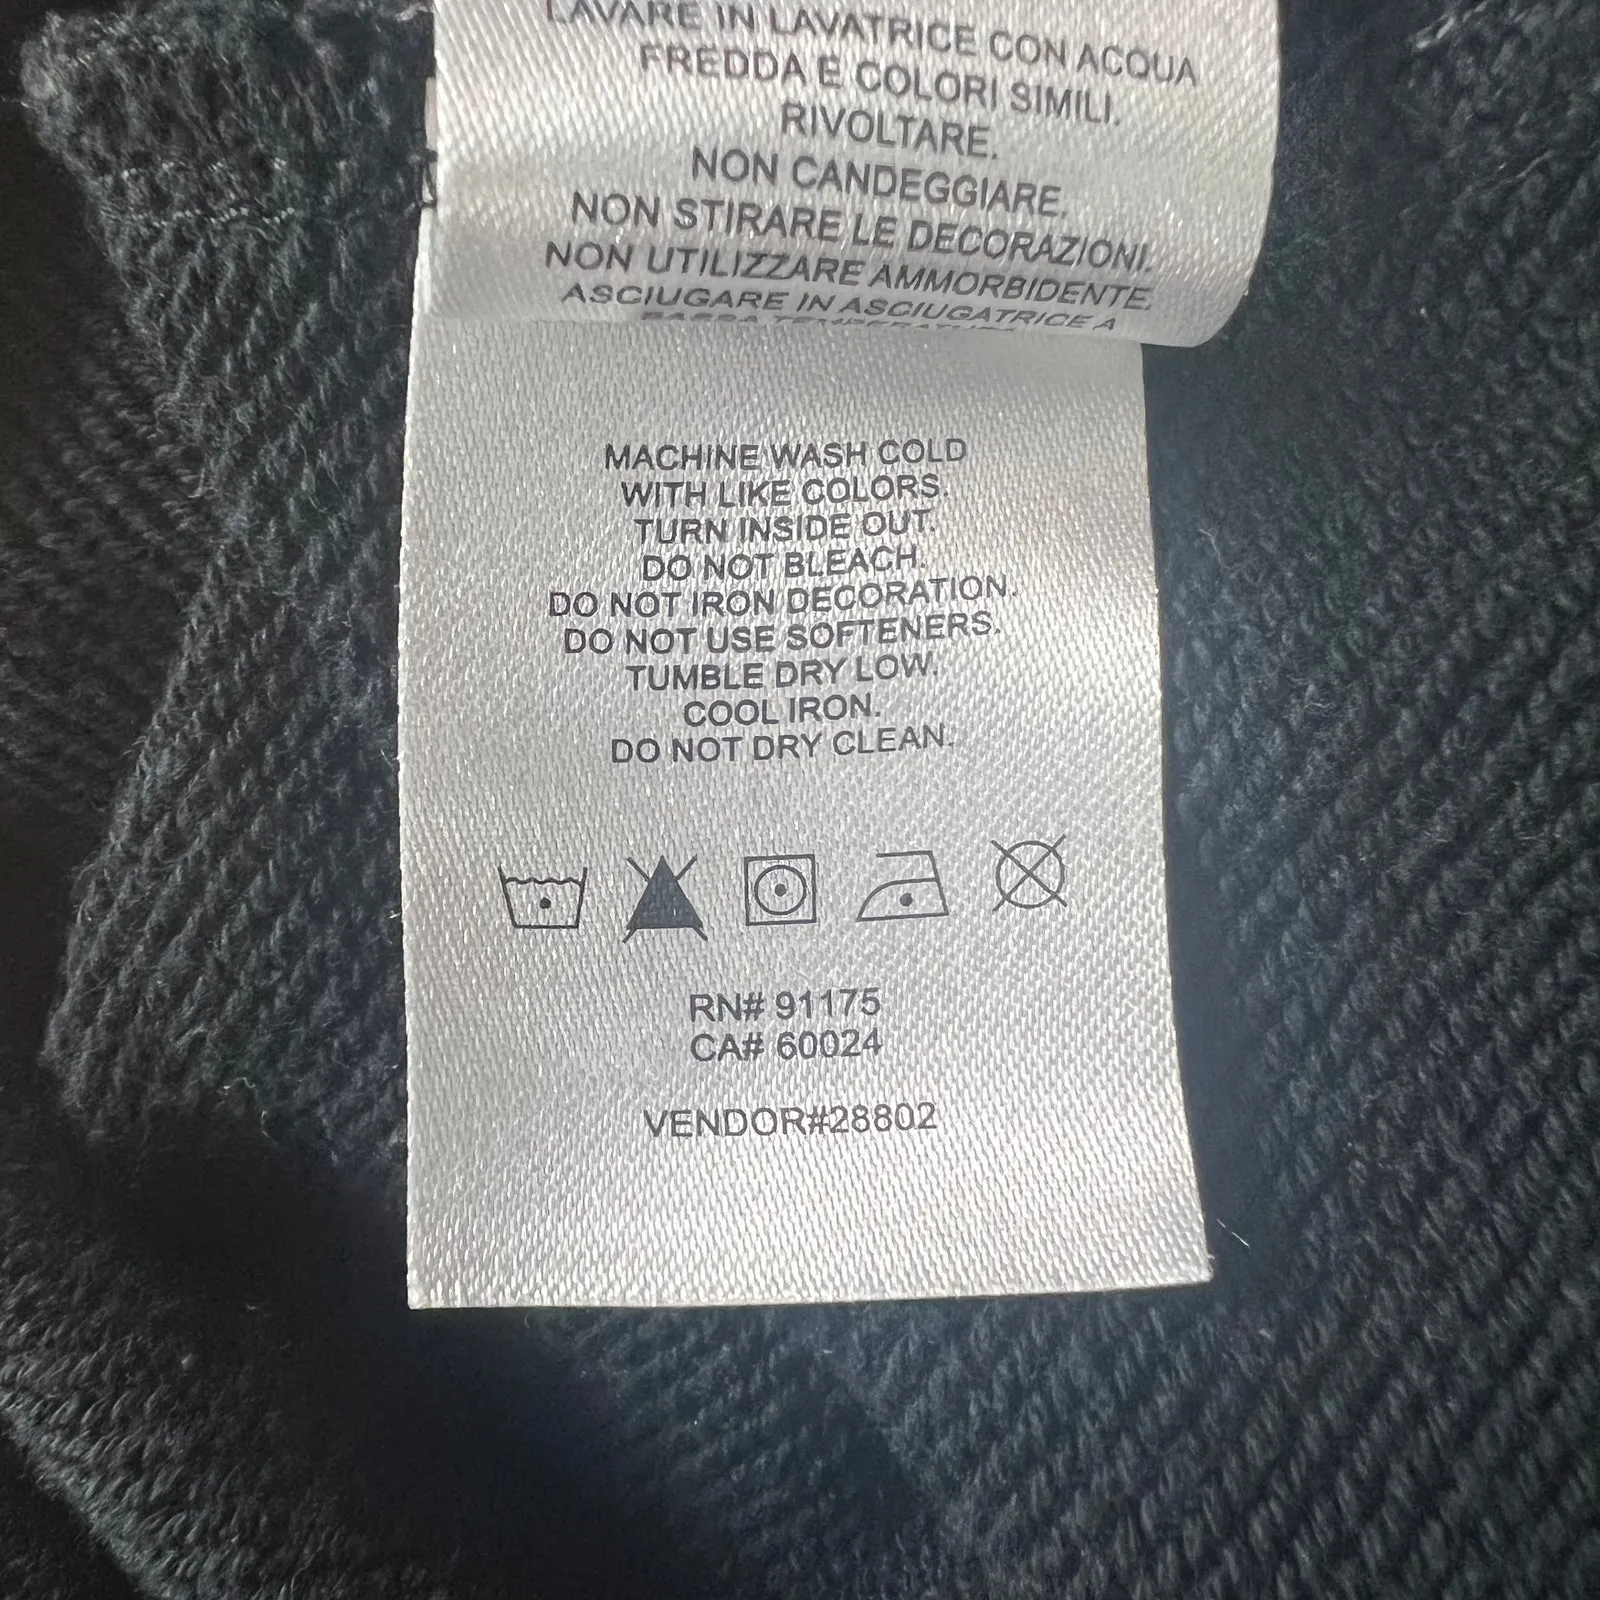 LAVARE IN LAVATRICE CON ACQUA
FREDDA E COLORI SIMILI.
RIVOLTARE.
NON CANDEGGIARE.
NON STIRARE LE DECORAZIONI.
NON UTILIZZARE AMMORBIDENTE.
ASCIUGARE IN ASCIUGATRICE A
BASSA
MACHINE WASH COLD
WITH LIKE COLORS.
TURN INSIDE OUT.
DO NOT BLEACH.
DO NOT IRON DECORATION.
DO NOT USE SOFTENERS.
TUMBLE DRY LOW.
COOL IRON.
DO NOT DRY CLEAN.
RN# 91175
CA# 60024
VENDOR#28802